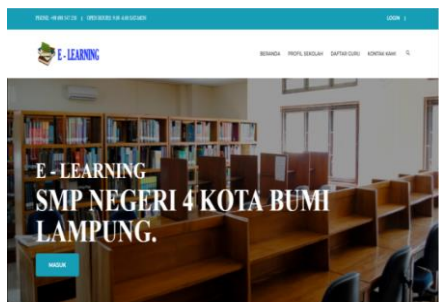 LOGIN
E - LEARNING
BERANDA PROFIL SEKOLAH DAFTAR GURU KONTAK KAMI
E - LEARNING
SMP NEGERI 4 KOTA BUMI
LAMPUNG.
MASUK